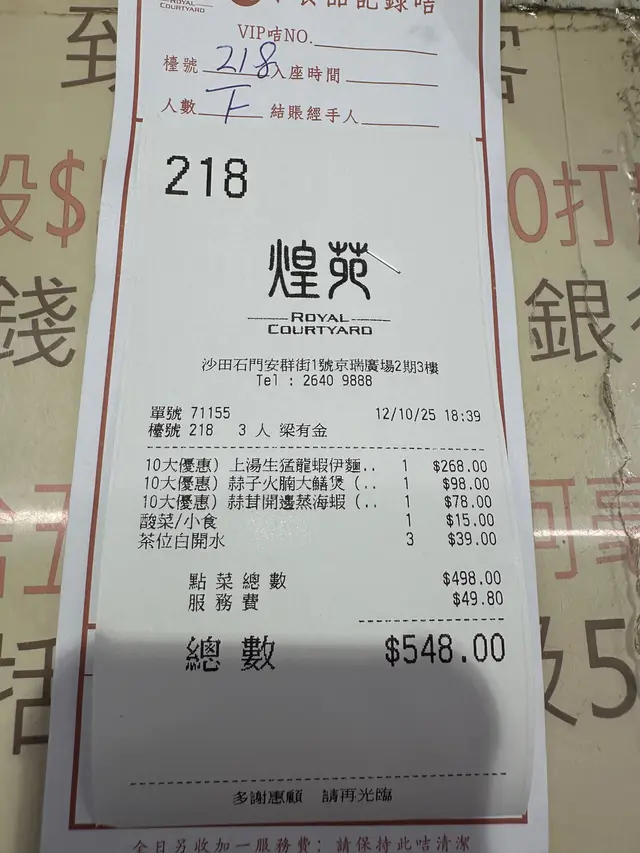 ROYAL
COURTYARD
VIP咭NO.
檯號 218 入座時間
人數 下 結賬經手人
218
煌苑
ROYAL
COURTYARD
沙田石門安群街1號京瑞廣場2期3樓
Tel : 2640 9888
單號 71155 12/10/25 18:39
檯號 218 3 人 梁有金
10大優惠) 上湯生猛龍蝦伊麵.. 1 $268.00
10大優惠) 蒜子火腩大鱔煲 (.. 1 $98.00
10大優惠) 蒜茸開邊蒸海蝦 (.. 1 $78.00
酸菜/小食 1 $15.00
茶位白開水 3 $39.00
點菜總數 $498.00
服務費 $49.80
總數 $548.00
多謝惠顧 請再光臨
全日另收加一服務費; 請保持此咭清潔